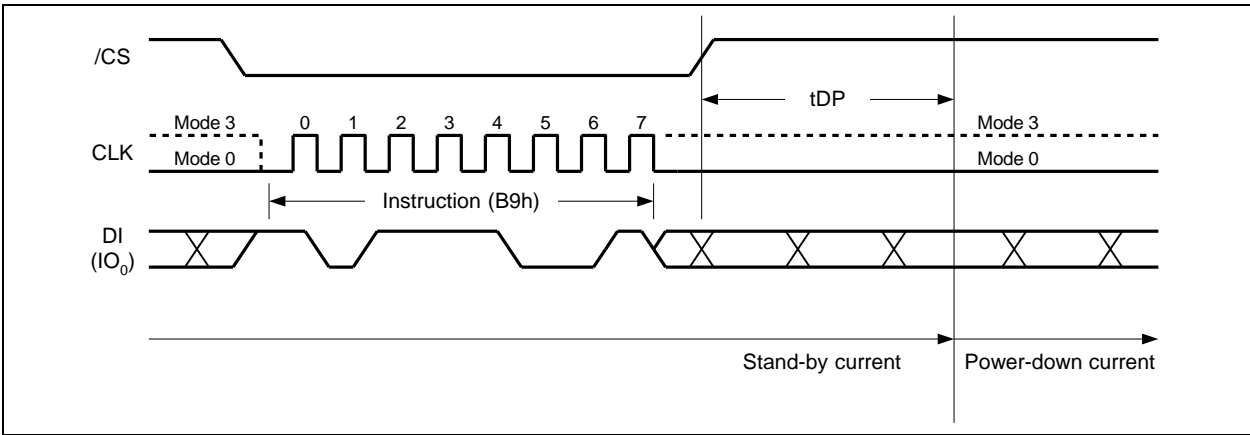 /CS
tDP
Mode 3 0 1 2 3 4 5 6 7 Mode 3
CLK
Mode 0 Mode 0
Instruction (B9h)
DI
(IO0)
Stand-by current Power-down current